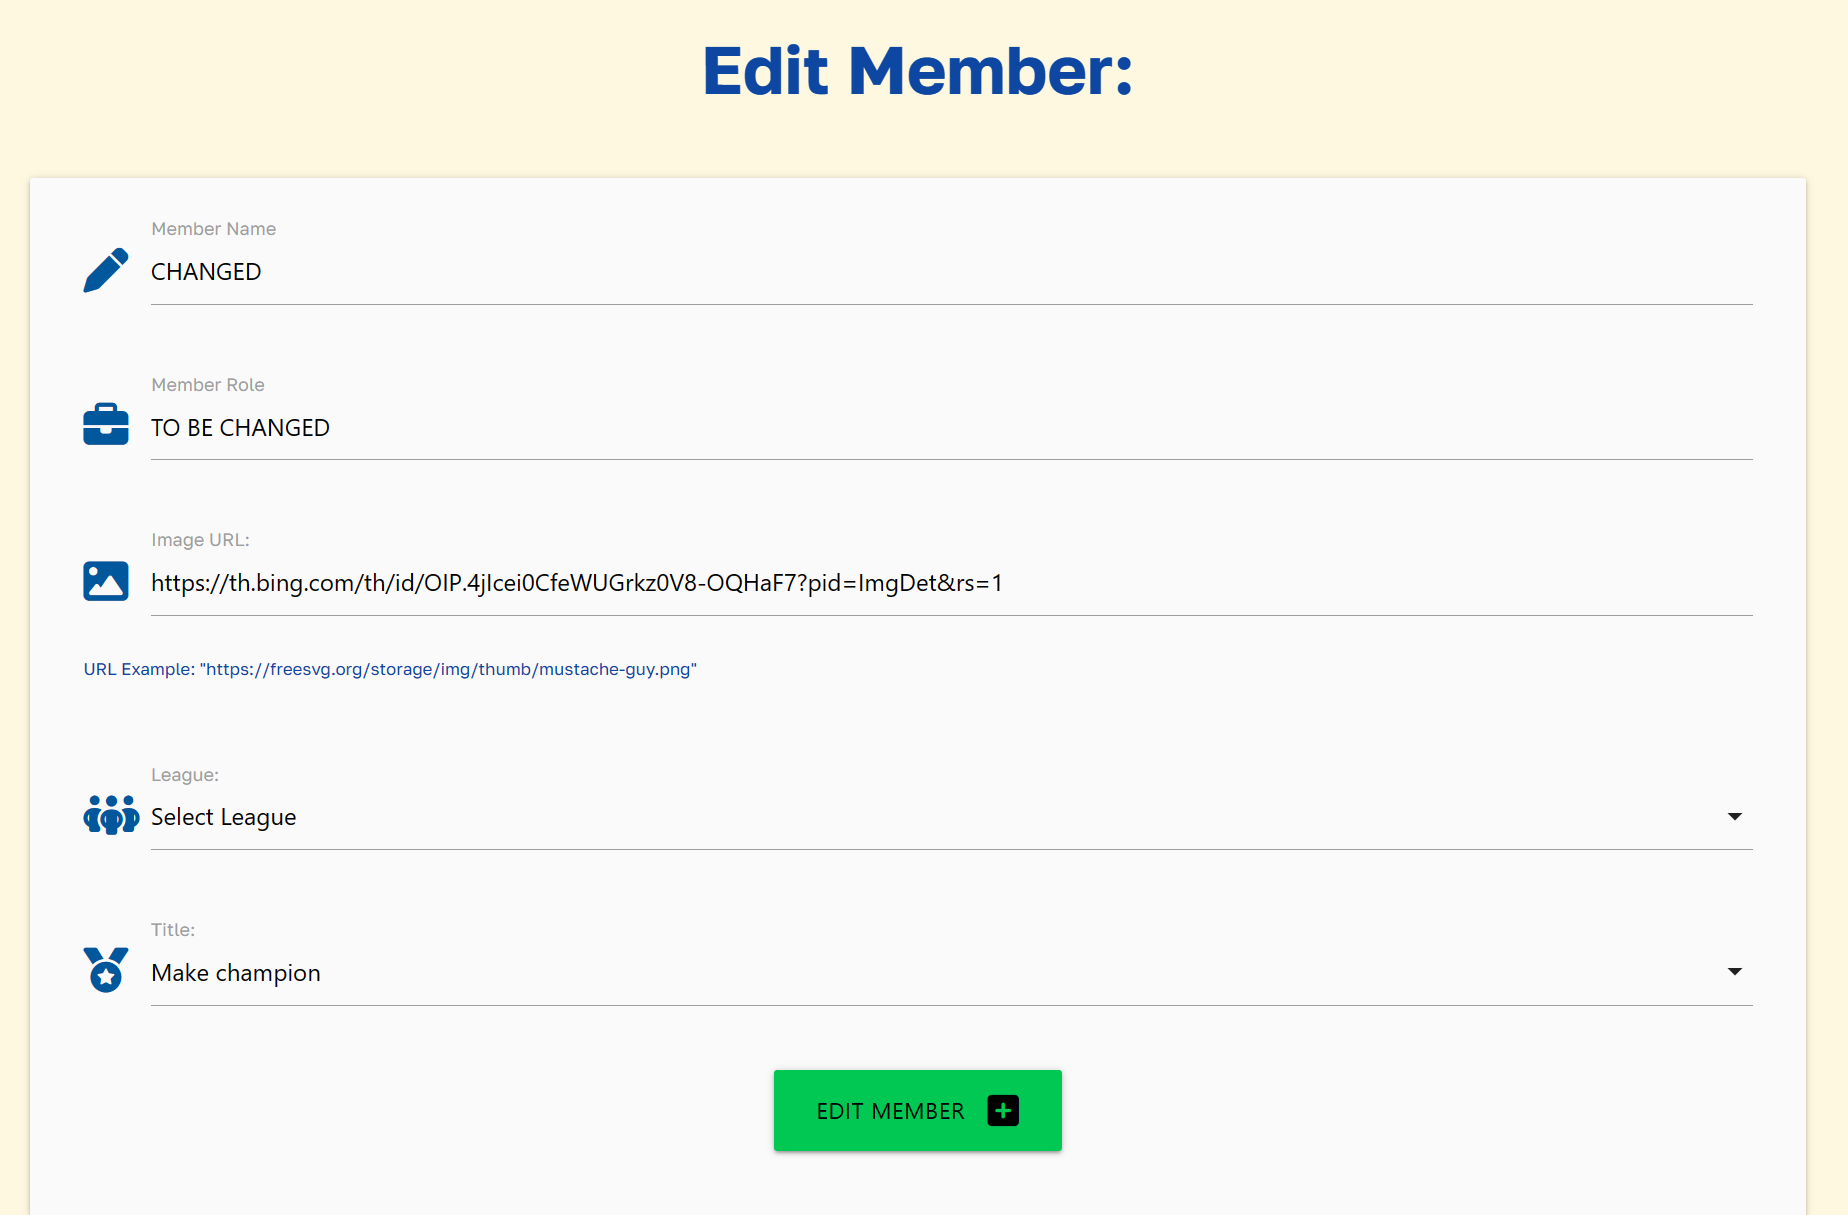 Edit Member:
Member Name
CHANGED
Member Role
TO BE CHANGED
Image URL:
https://th.bing.com/th/id/OIP.4jIcei0CfeWUGrkz0V8-OQHaF7?pid=ImgDet&rs=1
URL Example: "https://freesvg.org/storage/img/thumb/mustache-guy.png"
League:
Select League
Title:
Make champion
EDIT MEMBER